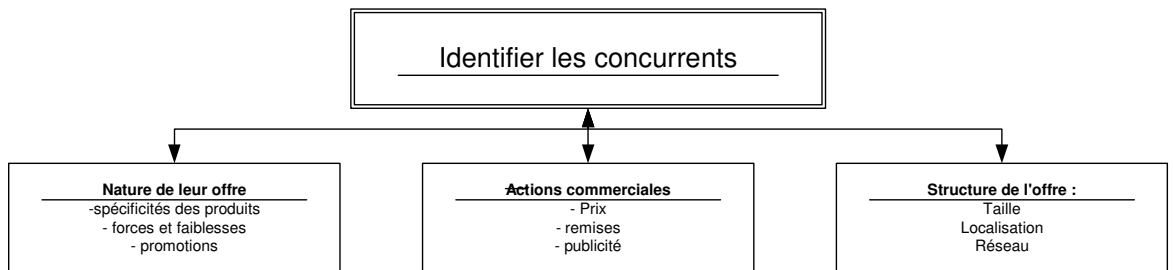 Identifier les concurrents
Nature de leur offre
-spécificités des produits
- forces et faiblesses
- promotions
Actions commerciales
- Prix
- remises
- publicité
Structure de l'offre :
Taille
Localisation
Réseau